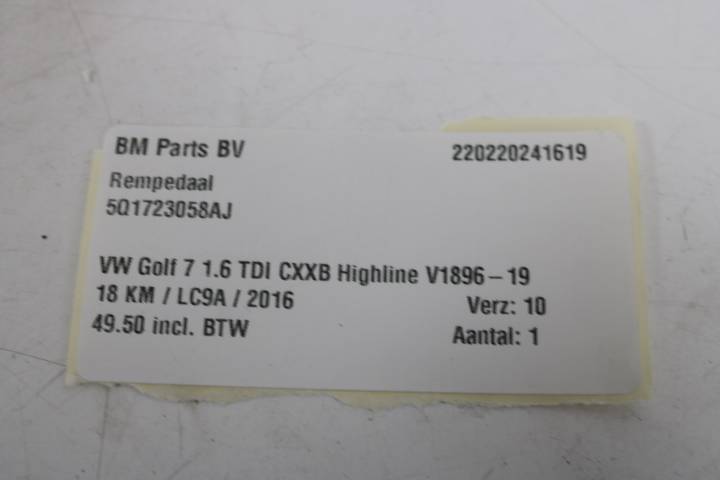 BM Parts BV 220220241619
Rempedaal
5Q1723058AJ
VW Golf 7 1.6 TDI CXXB Highline V1896-19
18 KM / LC9A / 2016 Verz: 10
49.50 incl. BTW Aantal: 1